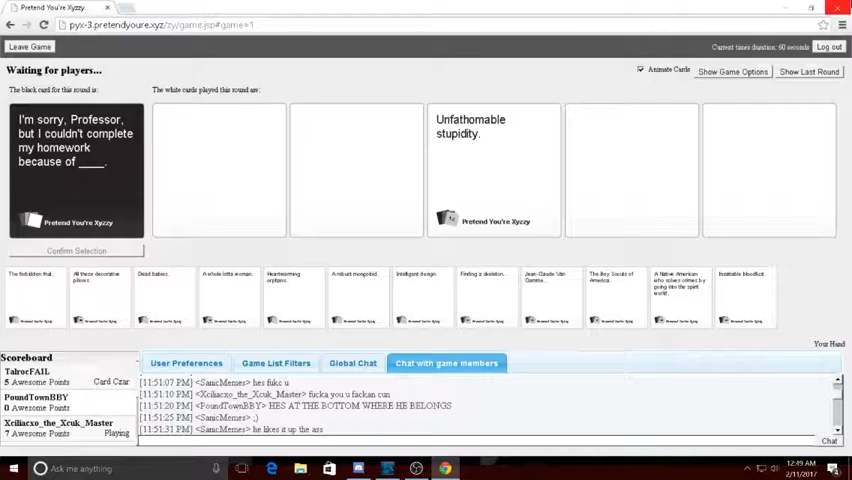 Pretend You're Xyzzy
pyx-3.pretendyoure.xyz/zy/game.jsp#game=1
Leave Game
Current timer duration: 60 seconds
Log out
Waiting for players...
Animate Cards
Show Game Options
Show Last Round
The black card for this round is:
The white cards played this round are:
I'm sorry, Professor,
but I couldn't complete
my homework
because of ____.
Pretend You're Xyzzy
Unfathomable
stupidity.
Pretend You're Xyzzy
Confirm Selection
The forbidden fruit.
All these decorative
pillows.
Dead babies.
A whole lotta woman.
Heartwarming
orphans.
A robust mongoloid.
Intelligent design.
Finding a skeleton.
Jean-Claude Van
Damme.
The Boy Scouts of
America.
A Native American
who solves crimes by
going into the spirit
world.
Insatiable bloodlust.
Your Hand
Scoreboard
TalrocFAIL
5 Awesome Points
Card Czar
PoundTownBBY
0 Awesome Points
Xciliacxo_the_Xcuk_Master
7 Awesome Points
Playing
User Preferences
Game List Filters
Global Chat
Chat with game members
[11:51:07 PM] <SanicMemes> hes fukc u
[11:51:10 PM] <Xciliacxo_the_Xcuk_Master> fucka you u fackan cun
[11:51:20 PM] <PoundTownBBY> HES AT THE BOTTOM WHERE HE BELONGS
[11:51:25 PM] <SanicMemes> ;)
[11:51:31 PM] <SanicMemes> he likes it up the ass
Chat
Ask me anything
12:49 AM
2/11/2017